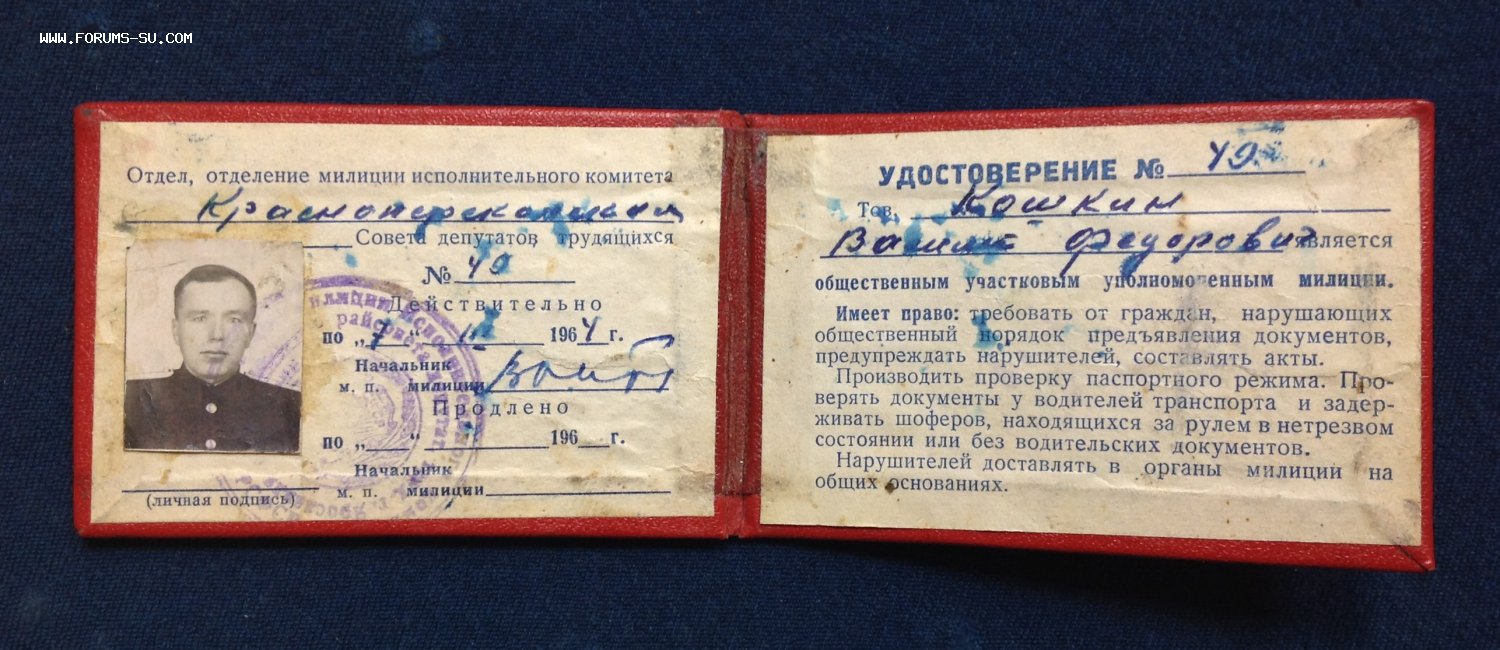 WWW.FORUMS-SU.COM
Отдел, отделение милиции исполнительного комитета
Совета депутатов трудящихся
№ 49
Действительно
по „7“ 1964 г.
Начальник
м. п. милиции
Продлено
по „ “ 196 г.
Начальник
м. п. милиции
(личная подпись)
УДОСТОВЕРЕНИЕ № 49
Тов. Кошкин
Федорович является
общественным участковым уполномоченным милиции.
Имеет право: требовать от граждан, нарушающих
общественный порядок предъявления документов,
предупреждать нарушителей, составлять акты.
Производить проверку паспортного режима. Про-
верять документы у водителей транспорта и задер-
живать шоферов, находящихся за рулем в нетрезвом
состоянии или без водительских документов.
Нарушителей доставлять в органы милиции на
общих основаниях.